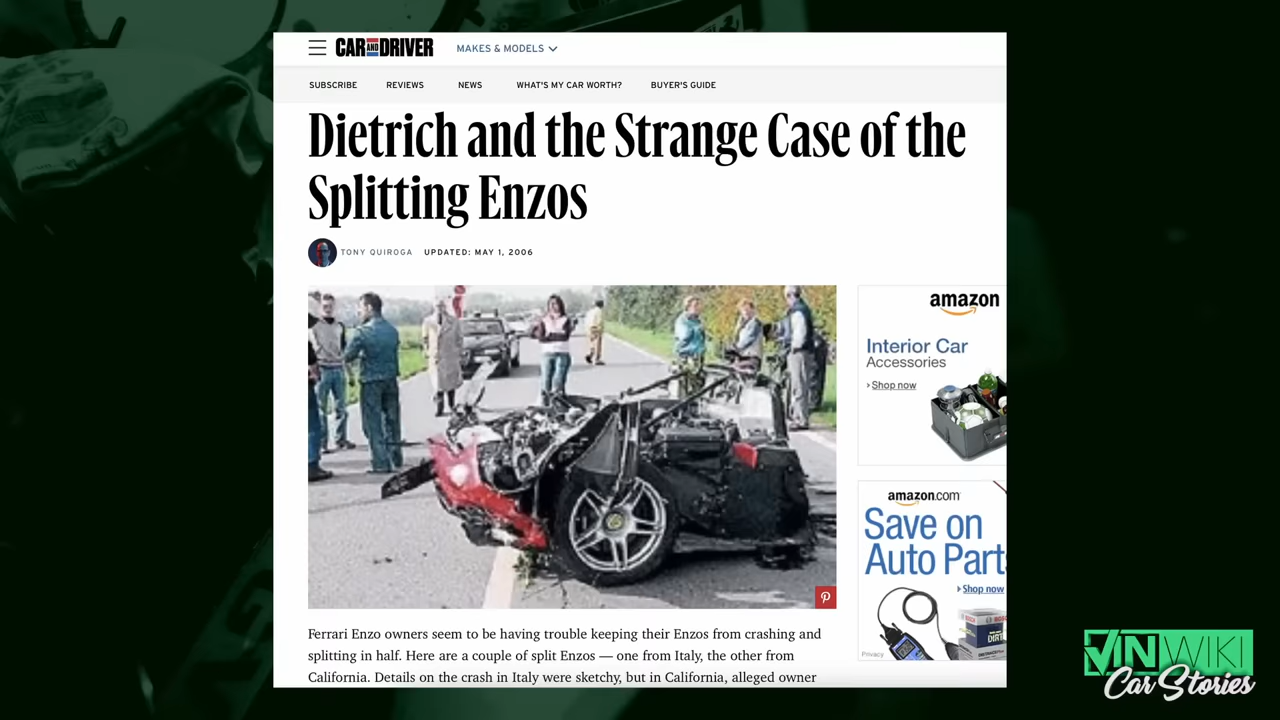 CAR AND DRIVER
MAKES & MODELS
SUBSCRIBE REVIEWS NEWS WHAT'S MY CAR WORTH? BUYER'S GUIDE
Dietrich and the Strange Case of the
Splitting Enzos
TONY QUIROGA UPDATED: MAY 1, 2006
amazon
Interior Car
Accessories
Shop now
amazon.com
Save on
Auto Part
Shop now
Privacy
Ferrari Enzo owners seem to be having trouble keeping their Enzos from crashing and
splitting in half. Here are a couple of split Enzos — one from Italy, the other from
California. Details on the crash in Italy were sketchy, but in California, alleged owner
VINWIKI
Car Stories